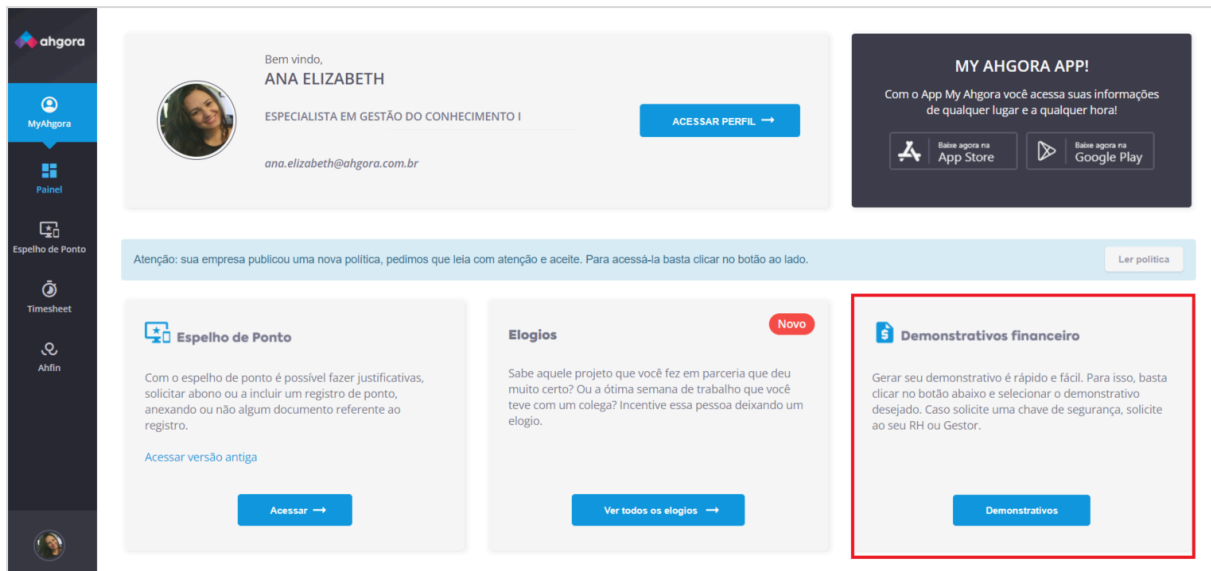 ahgora
MyAhgora
Painel
Espelho de Ponto
Timesheet
Ahfin
Bem vindo,
ANA ELIZABETH
ESPECIALISTA EM GESTÃO DO CONHECIMENTO I
ana.elizabeth@ahgora.com.br
ACESSAR PERFIL →
MY AHGORA APP!
Com o App My Ahgora você acessa suas informações
de qualquer lugar e a qualquer hora!
Baixe agora na
App Store
Baixe agora na
Google Play
Atenção: sua empresa publicou uma nova política, pedimos que leia com atenção e aceite. Para acessá-la basta clicar no botão ao lado.
Ler política
Espelho de Ponto
Com o espelho de ponto é possível fazer justificativas,
solicitar abono ou a incluir um registro de ponto,
anexando ou não algum documento referente ao
registro.
Acessar versão antiga
Acessar →
Elogios
Novo
Sabe aquele projeto que você fez em parceria que deu
muito certo? Ou a ótima semana de trabalho que você
teve com um colega? Incentive essa pessoa deixando um
elogio.
Ver todos os elogios →
Demonstrativos financeiro
Gerar seu demonstrativo é rápido e fácil. Para isso, basta
clicar no botão abaixo e selecionar o demonstrativo
desejado. Caso solicite uma chave de segurança, solicite
ao seu RH ou Gestor.
Demonstrativos